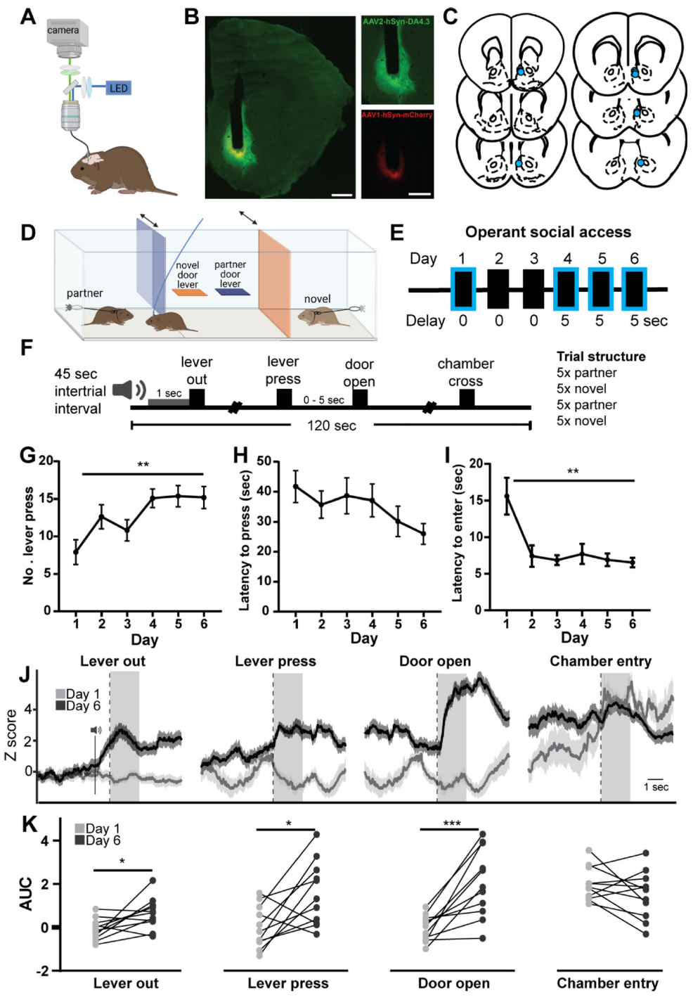 A
camera
LED
B
AAV2-hSyn-DA4.3
AAV1-hSyn-mCherry
C
D
partner
novel
door
lever
partner
door
lever
novel
E
Operant social access
Day 1 2 3 4 5 6
Delay 0 0 0 5 5 5 sec
F
45 sec
intertrial
interval
1 sec
lever
out
lever
press
0 - 5 sec
door
open
chamber
cross
120 sec
Trial structure
5x partner
5x novel
5x partner
5x novel
G
No . lever press
20
15
10
5
0
**
1 2 3 4 5 6
Day
H
Latency to press (sec)
50
40
30
20
10
0
1 2 3 4 5 6
Day
I
Latency to enter (sec)
20
15
10
5
0
**
1 2 3 4 5 6
Day
J
Lever out
Lever press
Door open
Chamber entry
Day 1
Day 6
Z score
4
2
0
1 sec
K
Day 1
Day 6
AUC
4
2
0
-2
*
*
***
Lever out
Lever press
Door open
Chamber entry